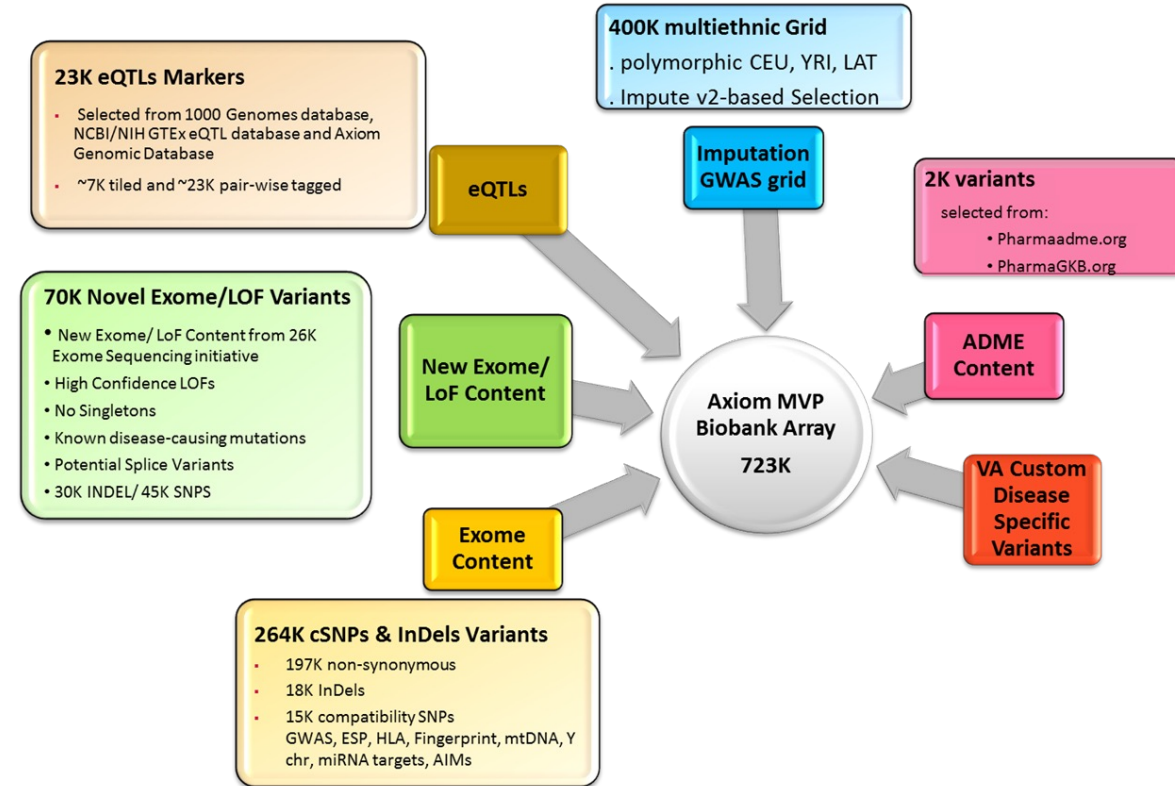 400K multiethnic Grid
. polymorphic CEU, YRI, LAT
. Impute v2-based Selection
23K eQTLs Markers
• Selected from 1000 Genomes database,
NCBI/NIH GTEx eQTL database and Axiom
Genomic Database
• ~7K tiled and ~23K pair-wise tagged
eQTLs
Imputation
GWAS grid
2K variants
selected from:
• Pharmaadme.org
• PharmaGKB.org
70K Novel Exome/LOF Variants
• New Exome/ LoF Content from 26K
Exome Sequencing initiative
• High Confidence LOFs
• No Singletons
• Known disease-causing mutations
• Potential Splice Variants
• 30K INDEL/ 45K SNPS
New Exome/
LoF Content
ADME
Content
Axiom MVP
Biobank Array
723K
VA Custom
Disease
Specific
Variants
Exome
Content
264K cSNPs & InDels Variants
• 197K non-synonymous
• 18K InDels
• 15K compatibility SNPs
GWAS, ESP, HLA, Fingerprint, mtDNA, Y
chr, miRNA targets, AIMs